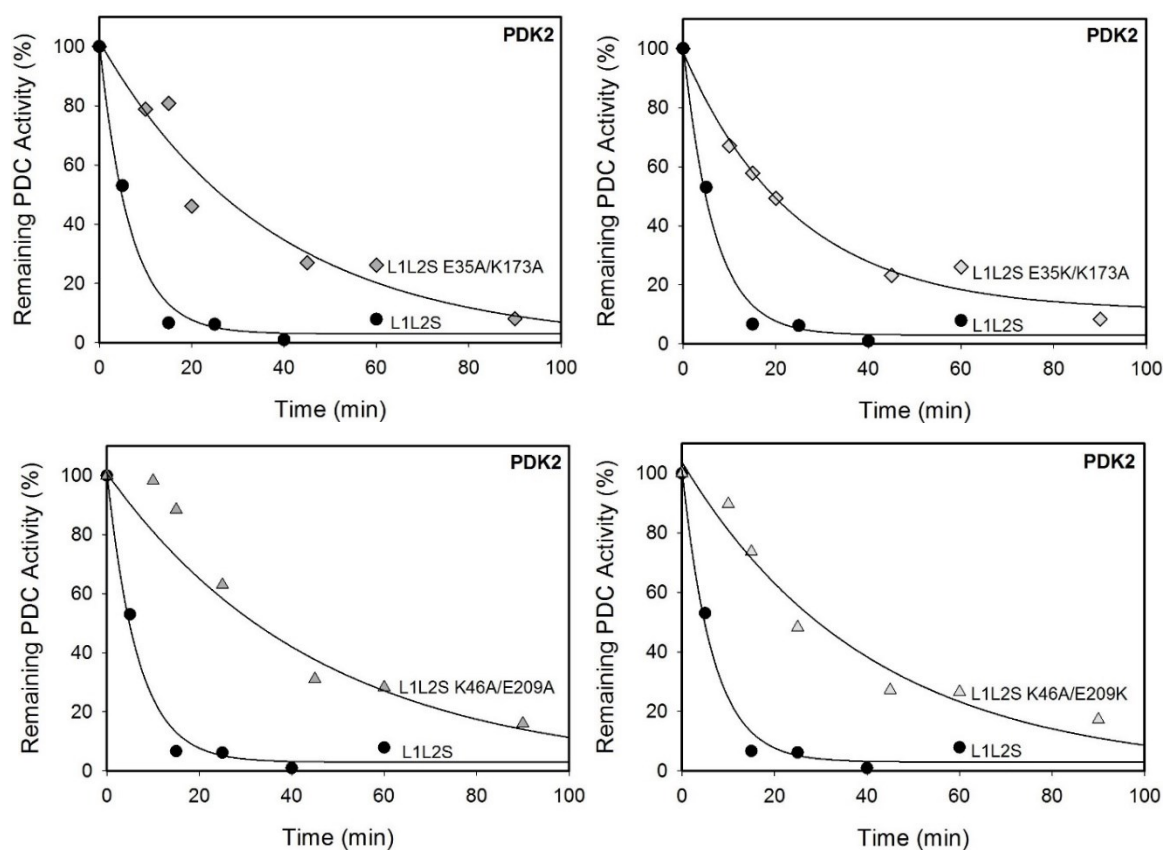 PDK2
Remaining PDC Activity (%)
100
80
60
40
20
0
L1L2S E35A/K173A
L1L2S
0 20 40 60 80 100
Time (min)
PDK2
Remaining PDC Activity (%)
100
80
60
40
20
0
L1L2S E35K/K173A
L1L2S
0 20 40 60 80 100
Time (min)
PDK2
Remaining PDC Activity (%)
100
80
60
40
20
0
L1L2S K46A/E209A
L1L2S
0 20 40 60 80 100
Time (min)
PDK2
Remaining PDC Activity (%)
100
80
60
40
20
0
L1L2S K46A/E209K
L1L2S
0 20 40 60 80 100
Time (min)